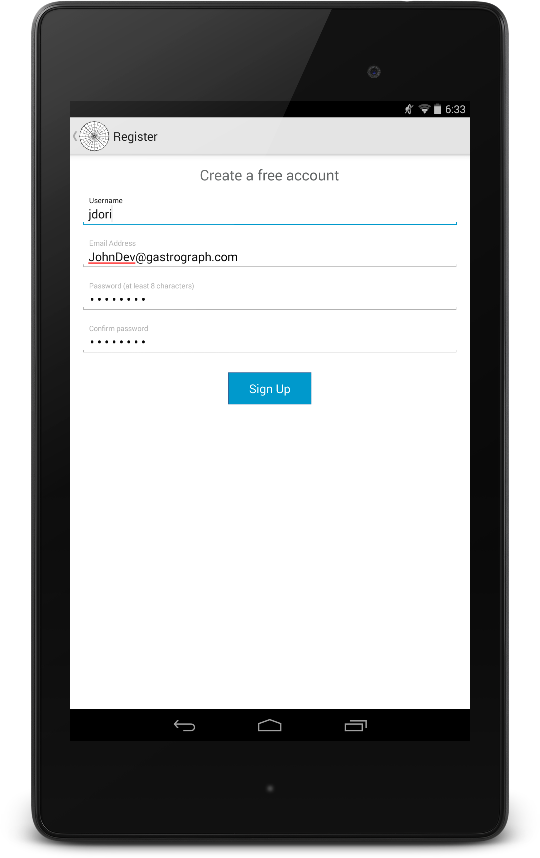 6:33
Register
Create a free account
Username
jdori
Email Address
JohnDev@gastrograph.com
Password (at least 8 characters)
••••••••
Confirm password
••••••••
Sign Up